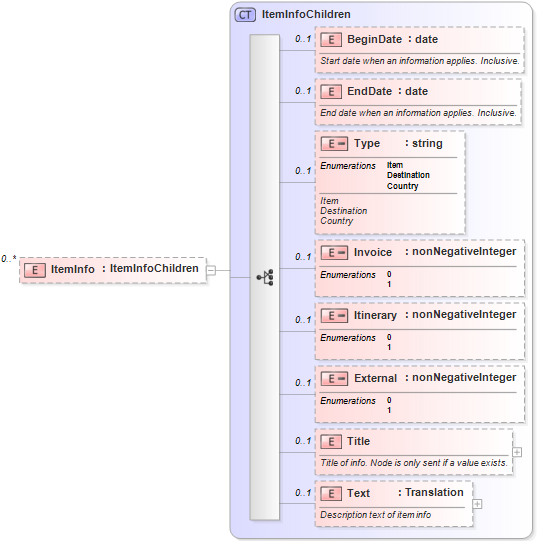 CT ItemInfoChildren
0..1 E BeginDate : date
Start date when an information applies. Inclusive.
0..1 E EndDate : date
End date when an information applies. Inclusive.
E Type : string
0..1 Enumerations Item
Destination
Country
Item
Destination
Country
0..1 E Invoice : nonNegativeInteger
Enumerations 0
1
0..* E ItemInfo : ItemInfoChildren
0..1 E Itinerary : nonNegativeInteger
Enumerations 0
1
0..1 E External : nonNegativeInteger
Enumerations 0
1
0..1 E Title
Title of info. Node is only sent if a value exists.
0..1 E Text : Translation
Description text of iteminfo